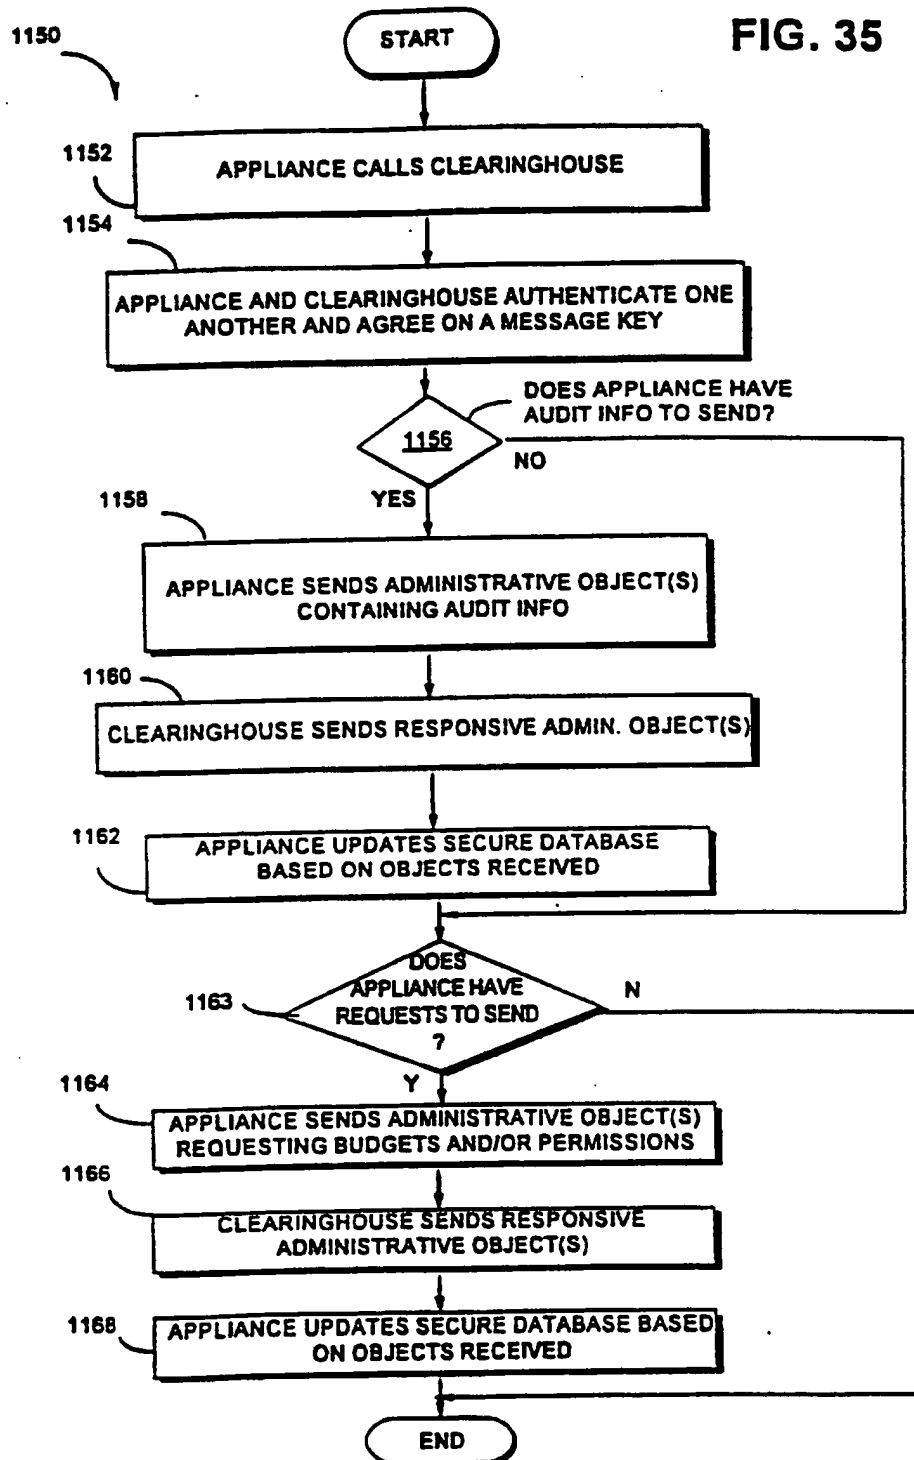 FIG. 35
1150
START
1152
APPLIANCE CALLS CLEARINGHOUSE
1154
APPLIANCE AND CLEARINGHOUSE AUTHENTICATE ONE
ANOTHER AND AGREE ON A MESSAGE KEY
DOES APPLIANCE HAVE
AUDIT INFO TO SEND?
1156
NO
YES
1158
APPLIANCE SENDS ADMINISTRATIVE OBJECT(S)
CONTAINING AUDIT INFO
1160
CLEARINGHOUSE SENDS RESPONSIVE ADMIN. OBJECT(S)
1162
APPLIANCE UPDATES SECURE DATABASE
BASED ON OBJECTS RECEIVED
1163
DOES
APPLIANCE HAVE
REQUESTS TO SEND
?
N
Y
1164
APPLIANCE SENDS ADMINISTRATIVE OBJECT(S)
REQUESTING BUDGETS AND/OR PERMISSIONS
1166
CLEARINGHOUSE SENDS RESPONSIVE
ADMINISTRATIVE OBJECT(S)
1168
APPLIANCE UPDATES SECURE DATABASE BASED
ON OBJECTS RECEIVED
END